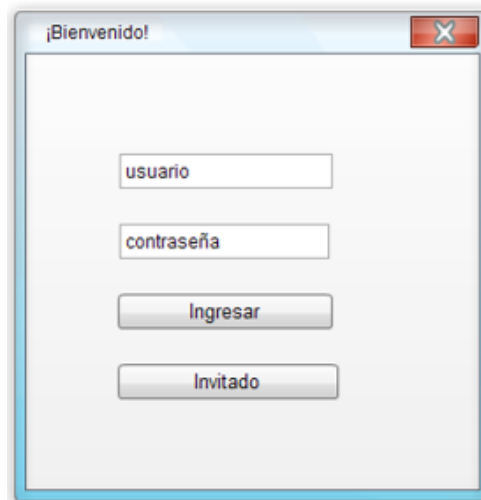 ¡Bienvenido!
usuario
contraseña
Ingresar
Invitado